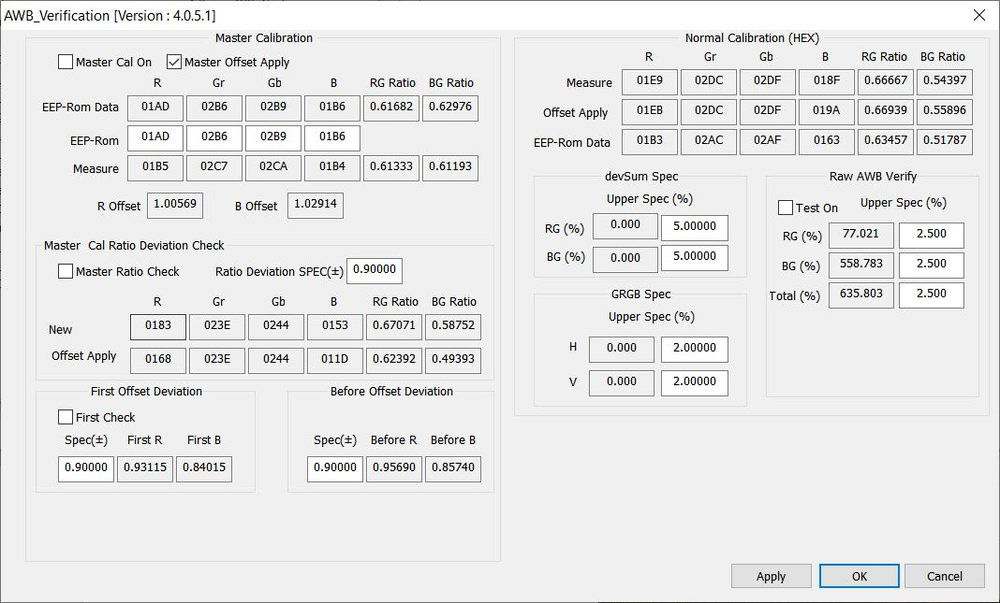 AWB_Verification [Version : 4.0.5.1]
Master Calibration
Master Cal On Master Offset Apply
R Gr Gb B RG Ratio BG Ratio
EEP-Rom Data 01AD 02B6 02B9 01B6 0.61682 0.62976
EEP-Rom 01AD 02B6 02B9 01B6
Measure 01B5 02C7 02CA 01B4 0.61333 0.61193
R Offset 1.00569 B Offset 1.02914
Master Cal Ratio Deviation Check
Master Ratio Check Ratio Deviation SPEC(±) 0.90000
R Gr Gb B RG Ratio BG Ratio
New 0183 023E 0244 0153 0.67071 0.58752
Offset Apply 0168 023E 0244 011D 0.62392 0.49393
First Offset Deviation
First Check
Spec(±) First R First B
0.90000 0.93115 0.84015
Before Offset Deviation
Spec(±) Before R Before B
0.90000 0.95690 0.85740
Normal Calibration (HEX)
R Gr Gb B RG Ratio BG Ratio
Measure 01E9 02DC 02DF 018F 0.66667 0.54397
Offset Apply 01EB 02DC 02DF 019A 0.66939 0.55896
EEP-Rom Data 01B3 02AC 02AF 0163 0.63457 0.51787
devSum Spec
Upper Spec (%)
RG (%) 0.000 5.00000
BG (%) 0.000 5.00000
GRGB Spec
Upper Spec (%)
H 0.000 2.00000
V 0.000 2.00000
Raw AWB Verify
Test On Upper Spec (%)
RG (%) 77.021 2.500
BG (%) 558.783 2.500
Total (%) 635.803 2.500
Apply OK Cancel